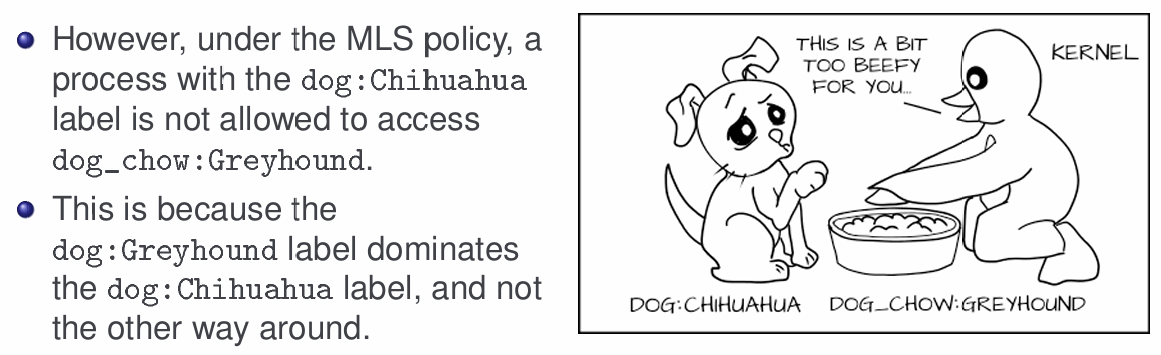 However, under the MLS policy, a
process with the dog:Chihuahua
label is not allowed to access
dog_chow:Greyhound.
This is because the
dog:Greyhound label dominates
the dog:Chihuahua label, and not
the other way around.
THIS IS A BIT
TOO BEEFY
FOR YOU...
KERNEL
DOG:CHIHUAHUA DOG_CHOW:GREYHOUND